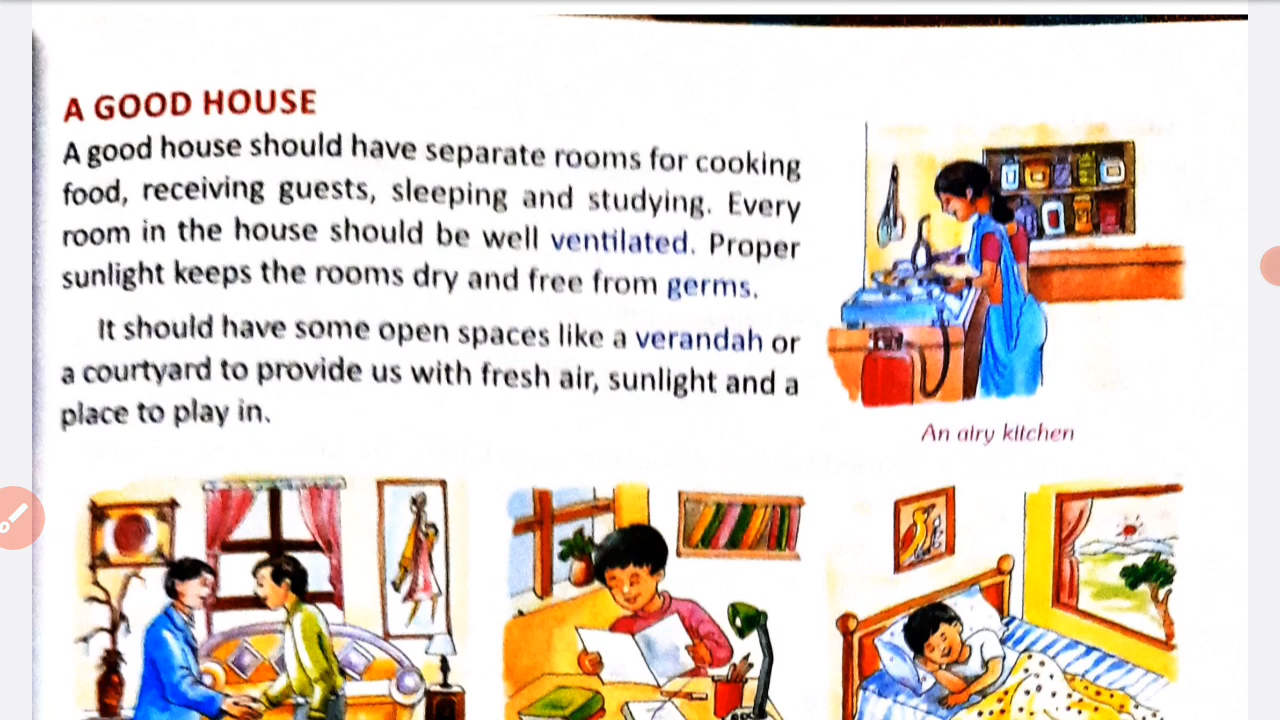 A GOOD HOUSE
A good house should have separate rooms for cooking
food, receiving guests, sleeping and studying. Every
room in the house should be well ventilated. Proper
sunlight keeps the rooms dry and free from germs.
It should have some open spaces like a verandah or
a courtyard to provide us with fresh air, sunlight and a
place to play in.
An airy kitchen